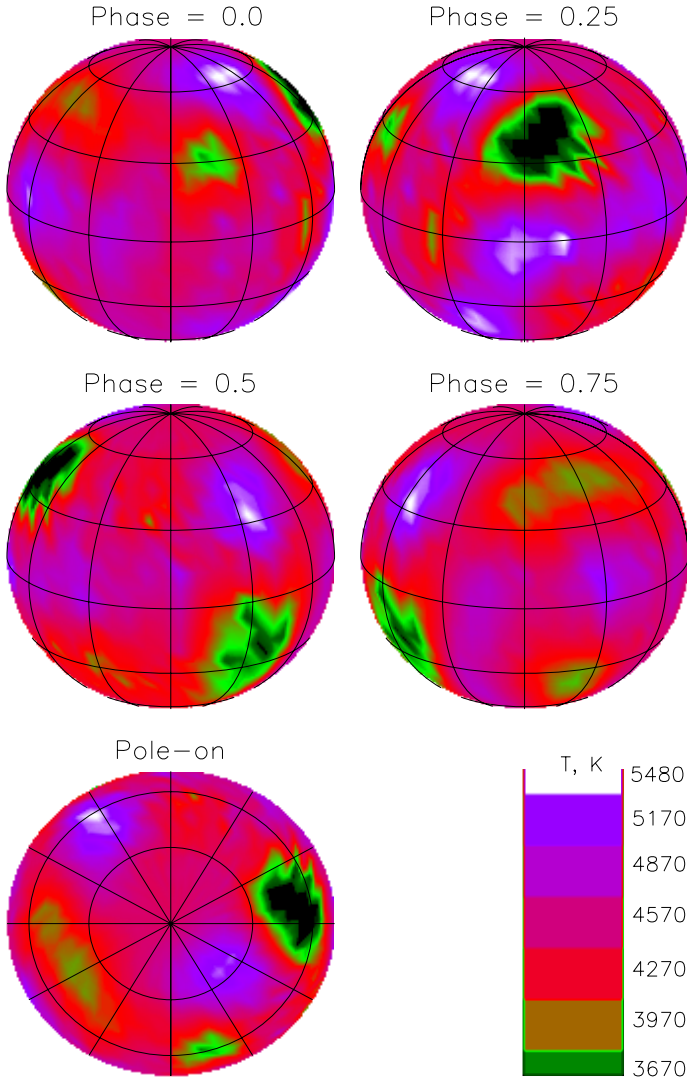 Phase = 0.0
Phase = 0.25
Phase = 0.5
Phase = 0.75
Pole-on
T, K
5480
5170
4870
4570
4270
3970
3670